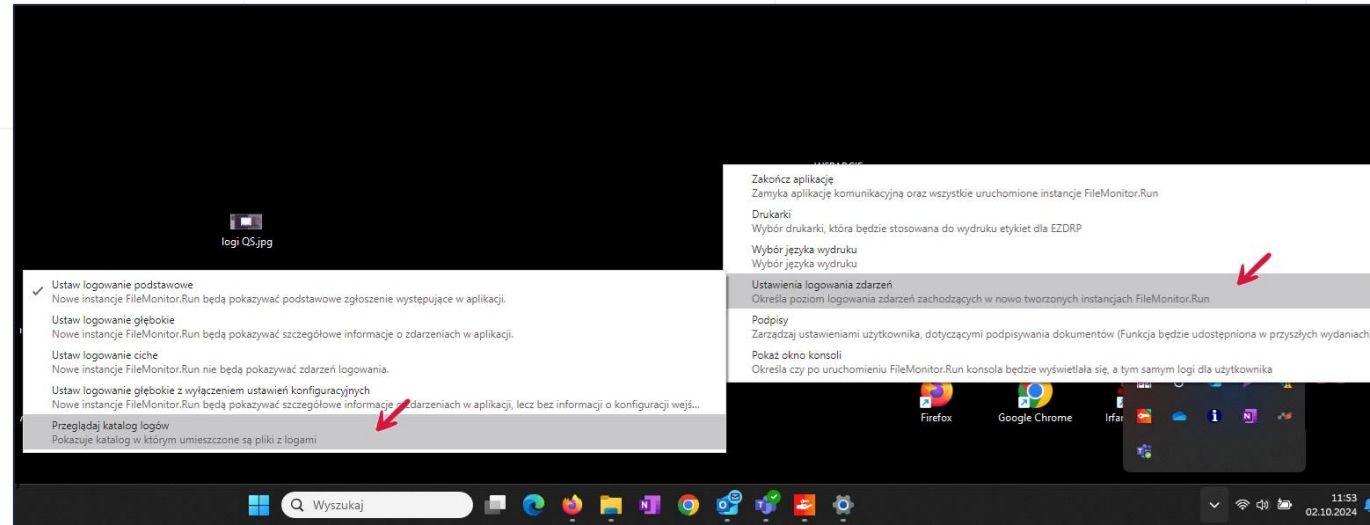 logi QS.jpg
Ustaw logowanie podstawowe
Nowe instancje FileMonitor.Run będą pokazywać podstawowe zgłoszenie występujące w aplikacji.
Ustaw logowanie głębokie
Nowe instancje FileMonitor.Run będą pokazywać szczegółowe informacje o zdarzeniach w aplikacji.
Ustaw logowanie ciche
Nowe instancje FileMonitor.Run nie będą pokazywać zdarzeń logowania.
Ustaw logowanie głębokie z wyłączeniem ustawień konfiguracyjnych
Nowe instancje FileMonitor.Run będą pokazywać szczegółowe informacje o zdarzeniach w aplikacji, lecz bez informacji o konfiguracji wejś...
Przeglądaj katalog logów
Pokazuje katalog w którym umieszczone są pliki z logami
Zakończ aplikację
Zamyka aplikację komunikacyjną oraz wszystkie uruchomione instancje FileMonitor.Run
Drukarki
Wybór drukarki, która będzie stosowana do wydruku etykiet dla EZDRP
Wybór języka wydruku
Wybór języka wydruku
Ustawienia logowania zdarzeń
Określa poziom logowania zdarzeń zachodzących w nowo tworzonych instancjach FileMonitor.Run
Podpisy
Zarządzaj ustawieniami użytkownika, dotyczącymi podpisywania dokumentów (Funkcja będzie udostępniona w przyszłych wydaniach)
Pokaż okno konsoli
Określa czy po uruchomieniu FileMonitor.Run konsola będzie wyświetlała się, a tym samym logi dla użytkownika
Firefox
Google Chrome
Irfan
Wyszukaj
11:53
02.10.2024